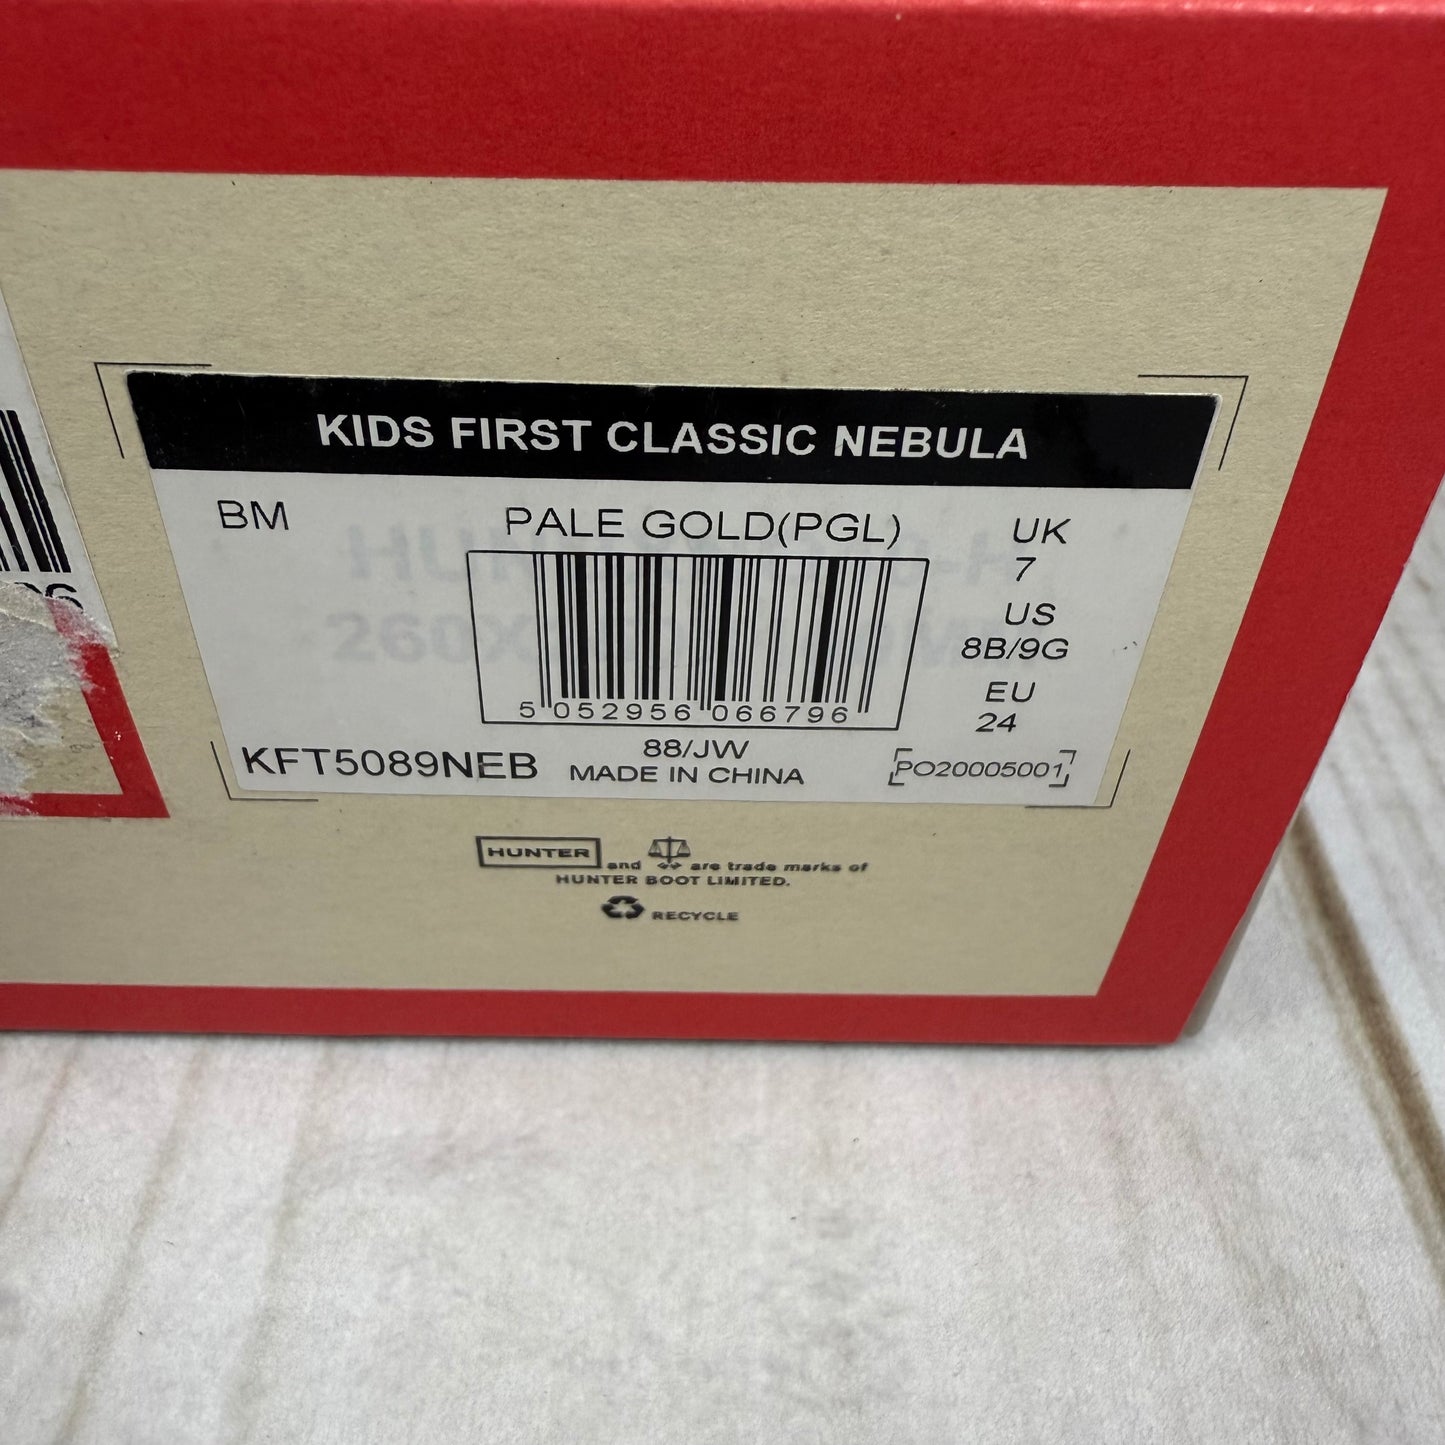 KIDS FIRST CLASSIC NEBULA
BM
PALE GOLD(PGL)
UK
7
US
8B/9G
EU
24
5 052956 066796
88/JW
KFT5089NEB
MADE IN CHINA
PO20005001
HUNTER and are trade marks of
HUNTER BOOT LIMITED.
RECYCLE